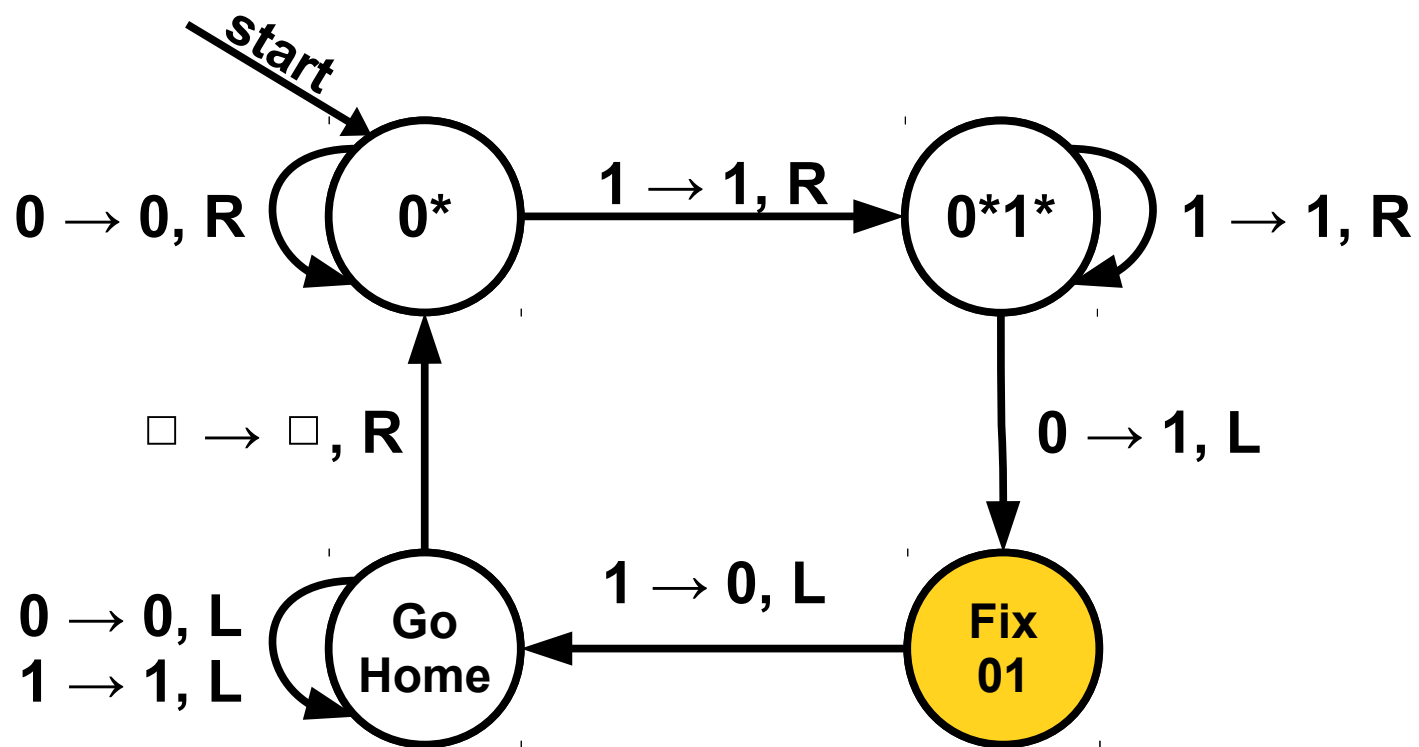 start
0 → 0, R
0*
1 → 1, R
0*1*
1 → 1, R
□ → □, R
0 → 1, L
0 → 0, L
1 → 1, L
Go
Home
1 → 0, L
Fix
01